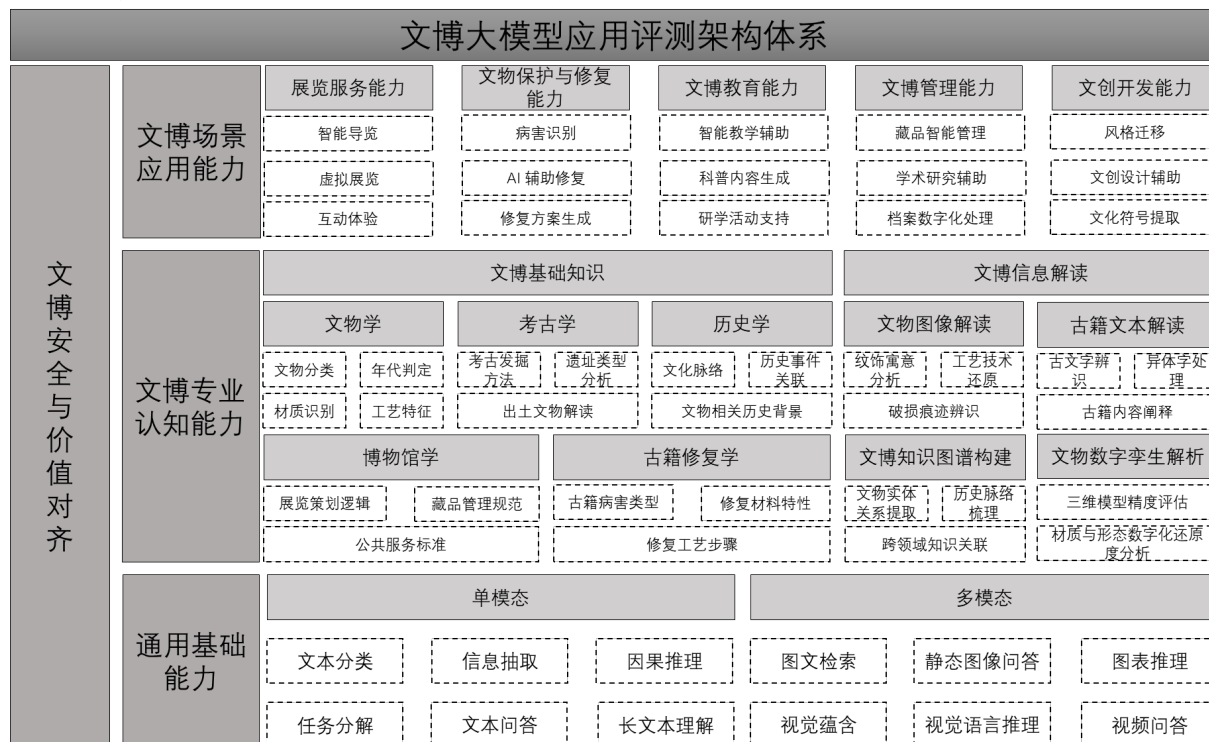 文博大模型应用评测架构体系
文
博
安
全
与
价
值
对
齐
文博场景
应用能力
展览服务能力
文物保护与修复
能力
文博教育能力
文博管理能力
文创开发能力
智能导览
病害识别
智能教学辅助
藏品智能管理
风格迁移
虚拟展览
AI 辅助修复
科普内容生成
学术研究辅助
文创设计辅助
互动体验
修复方案生成
研学活动支持
档案数字化处理
文化符号提取
文博专业
认知能力
文博基础知识
文博信息解读
文物学
考古学
历史学
文物图像解读
古籍文本解读
文物分类
年代判定
考古发掘
方法
遗址类型
分析
文化脉络
历史事件
关联
纹饰寓意
分析
工艺技术
还原
古文字辨
识
异体字处
理
材质识别
工艺特征
出土文物解读
文物相关历史背景
破损痕迹辨识
古籍内容阐释
博物馆学
古籍修复学
文博知识图谱构建
文物数字孪生解析
展览策划逻辑
藏品管理规范
古籍病害类型
修复材料特性
文物实体
关系提取
历史脉络
梳理
三维模型精度评估
公共服务标准
修复工艺步骤
跨领域知识关联
材质与形态数字化还原
度分析
通用基础
能力
单模态
多模态
文本分类
信息抽取
因果推理
图文检索
静态图像问答
图表推理
任务分解
文本问答
长文本理解
视觉蕴含
视觉语言推理
视频问答